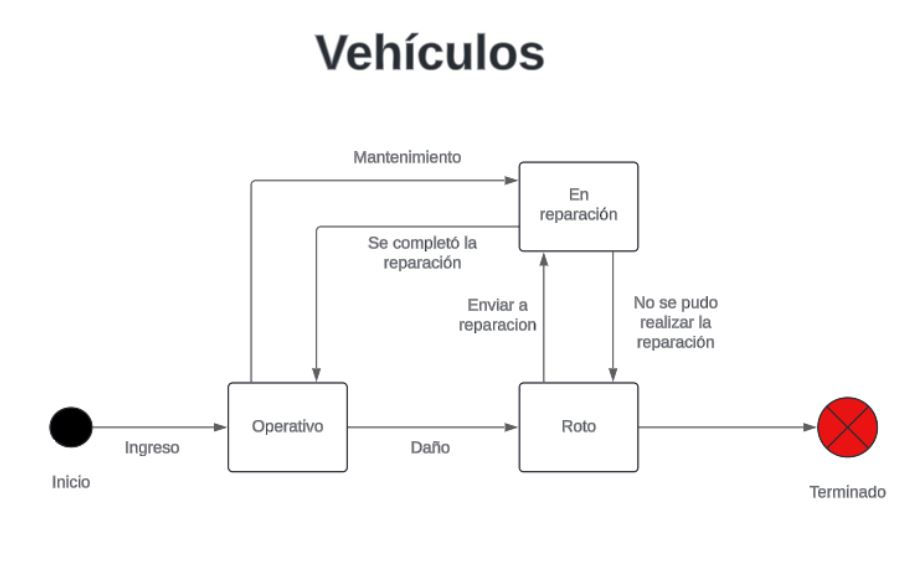 Vehículos
Mantenimiento
En
reparación
Se completó la
reparación
Enviar a
reparacion
No se pudo
realizar la
reparación
Operativo
Roto
Ingreso
Daño
Inicio
Terminado